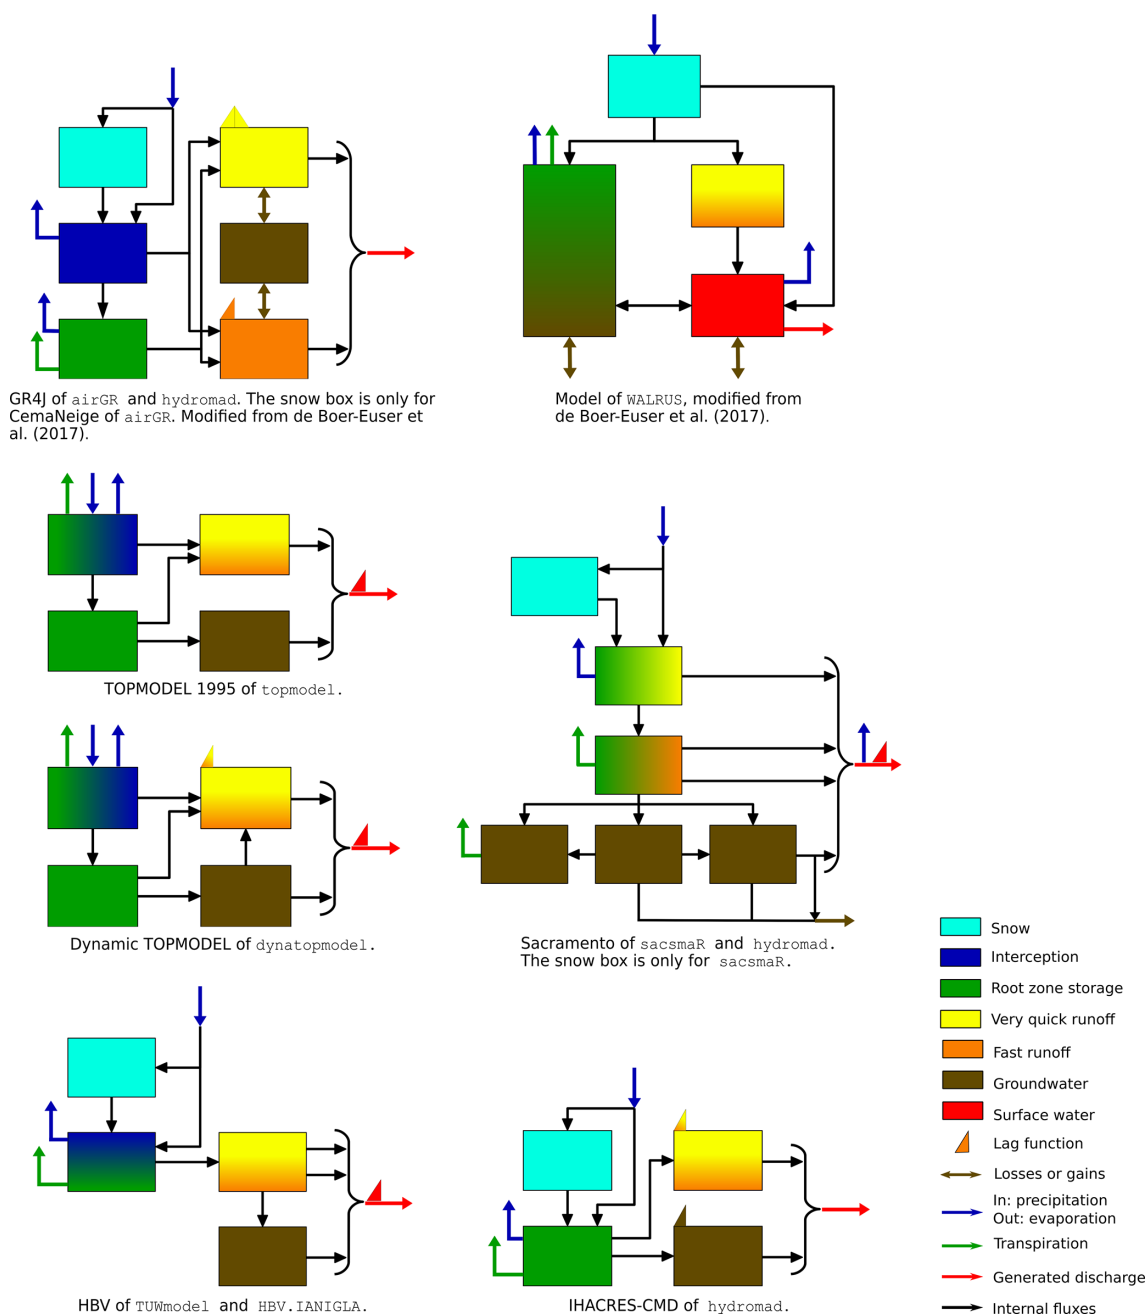 GR4J of airGR and hydromad. The snow box is only for
CemaNeige of airGR. Modified from de Boer-Euser et
al. (2017).
Model of WALRUS, modified from
de Boer-Euser et al. (2017).
TOPMODEL 1995 of topmodel.
Dynamic TOPMODEL of dynatopmodel.
Sacramento of sacsmaR and hydromad.
The snow box is only for sacsmaR.
HBV of TUWmodel and HBV.IANIGLA.
IHACRES-CMD of hydromad.
Snow
Interception
Root zone storage
Very quick runoff
Fast runoff
Groundwater
Surface water
Lag function
Losses or gains
In: precipitation
Out: evaporation
Transpiration
Generated discharge
Internal fluxes